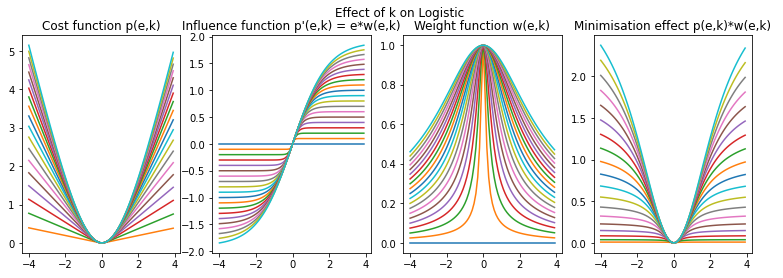 Effect of k on Logistic
Cost function p(e,k)
Influence function p'(e,k) = e*w(e,k)
Weight function w(e,k)
Minimisation effect p(e,k)*w(e,k)
5
4
3
2
1
0
−4 −2 0 2 4
2.0
1.5
1.0
0.5
0.0
−0.5
−1.0
−1.5
−2.0
−4 −2 0 2 4
1.0
0.8
0.6
0.4
0.2
0.0
−4 −2 0 2 4
2.0
1.5
1.0
0.5
0.0
−4 −2 0 2 4